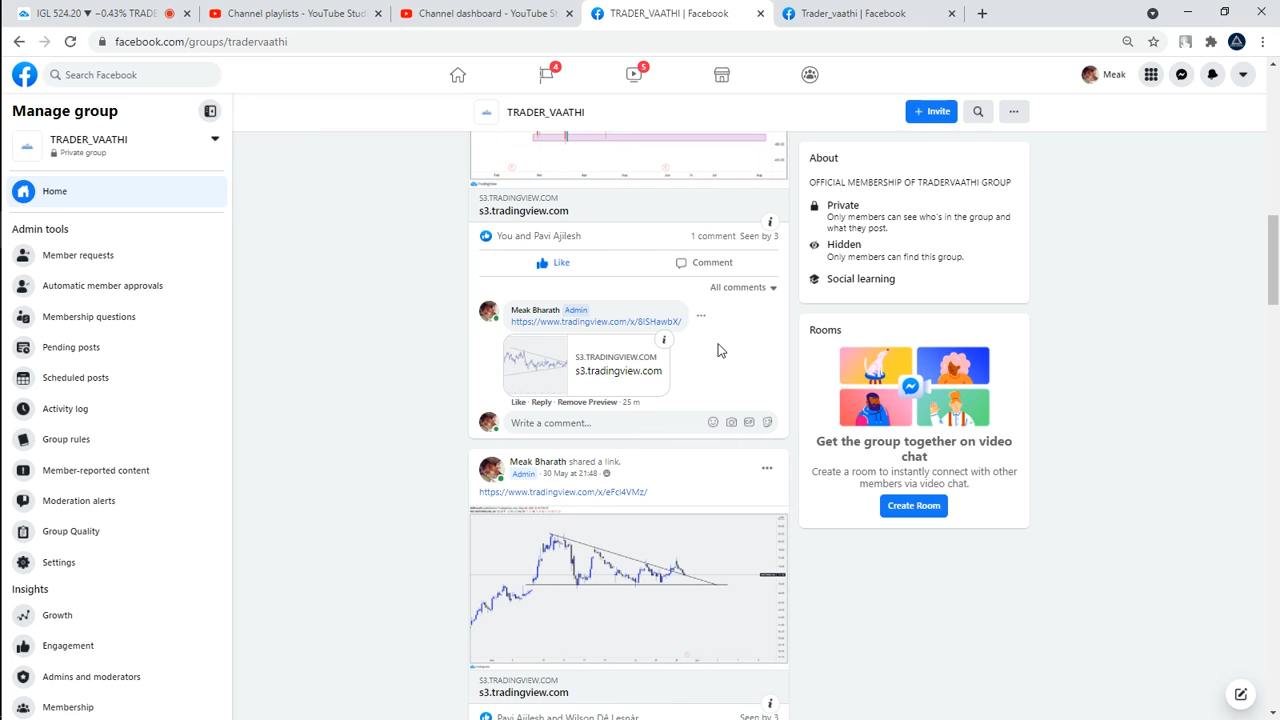 IGL 524.20 ▼ −0.43% TRADE
Channel playlists - YouTube Stud
Channel dashboard - YouTube St
TRADER_VAATHI | Facebook
Trader_vaathi | Facebook
facebook.com/groups/tradervaathi
Search Facebook
4
5
Meak
Manage group
TRADER_VAATHI
Private group
Home
Admin tools
Member requests
Automatic member approvals
Membership questions
Pending posts
Scheduled posts
Activity log
Group rules
Member-reported content
Moderation alerts
Group Quality
Settings
Insights
Growth
Engagement
Admins and moderators
Membership
TRADER_VAATHI
+ Invite
TradingView
S3.TRADINGVIEW.COM
s3.tradingview.com
You and Pavi Ajilesh
1 comment Seen by 3
Like
Comment
All comments
Meak Bharath Admin
S3.TRADINGVIEW.COM
s3.tradingview.com
Like · Reply · Remove Preview · 25 m
Write a comment...
Meak Bharath shared a link.
Admin · 30 May at 21:48 ·
https://www.tradingview.com/x/eFcI4VMz/
S3.TRADINGVIEW.COM
s3.tradingview.com
Pavi Ajilesh and Wilson Dê Lespár
Seen by 3
About
OFFICIAL MEMBERSHIP OF TRADERVAATHI GROUP
Private
Only members can see who's in the group and
what they post.
Hidden
Only members can find this group.
Social learning
Rooms
Get the group together on video
chat
Create a room to instantly connect with other
members via video chat.
Create Room